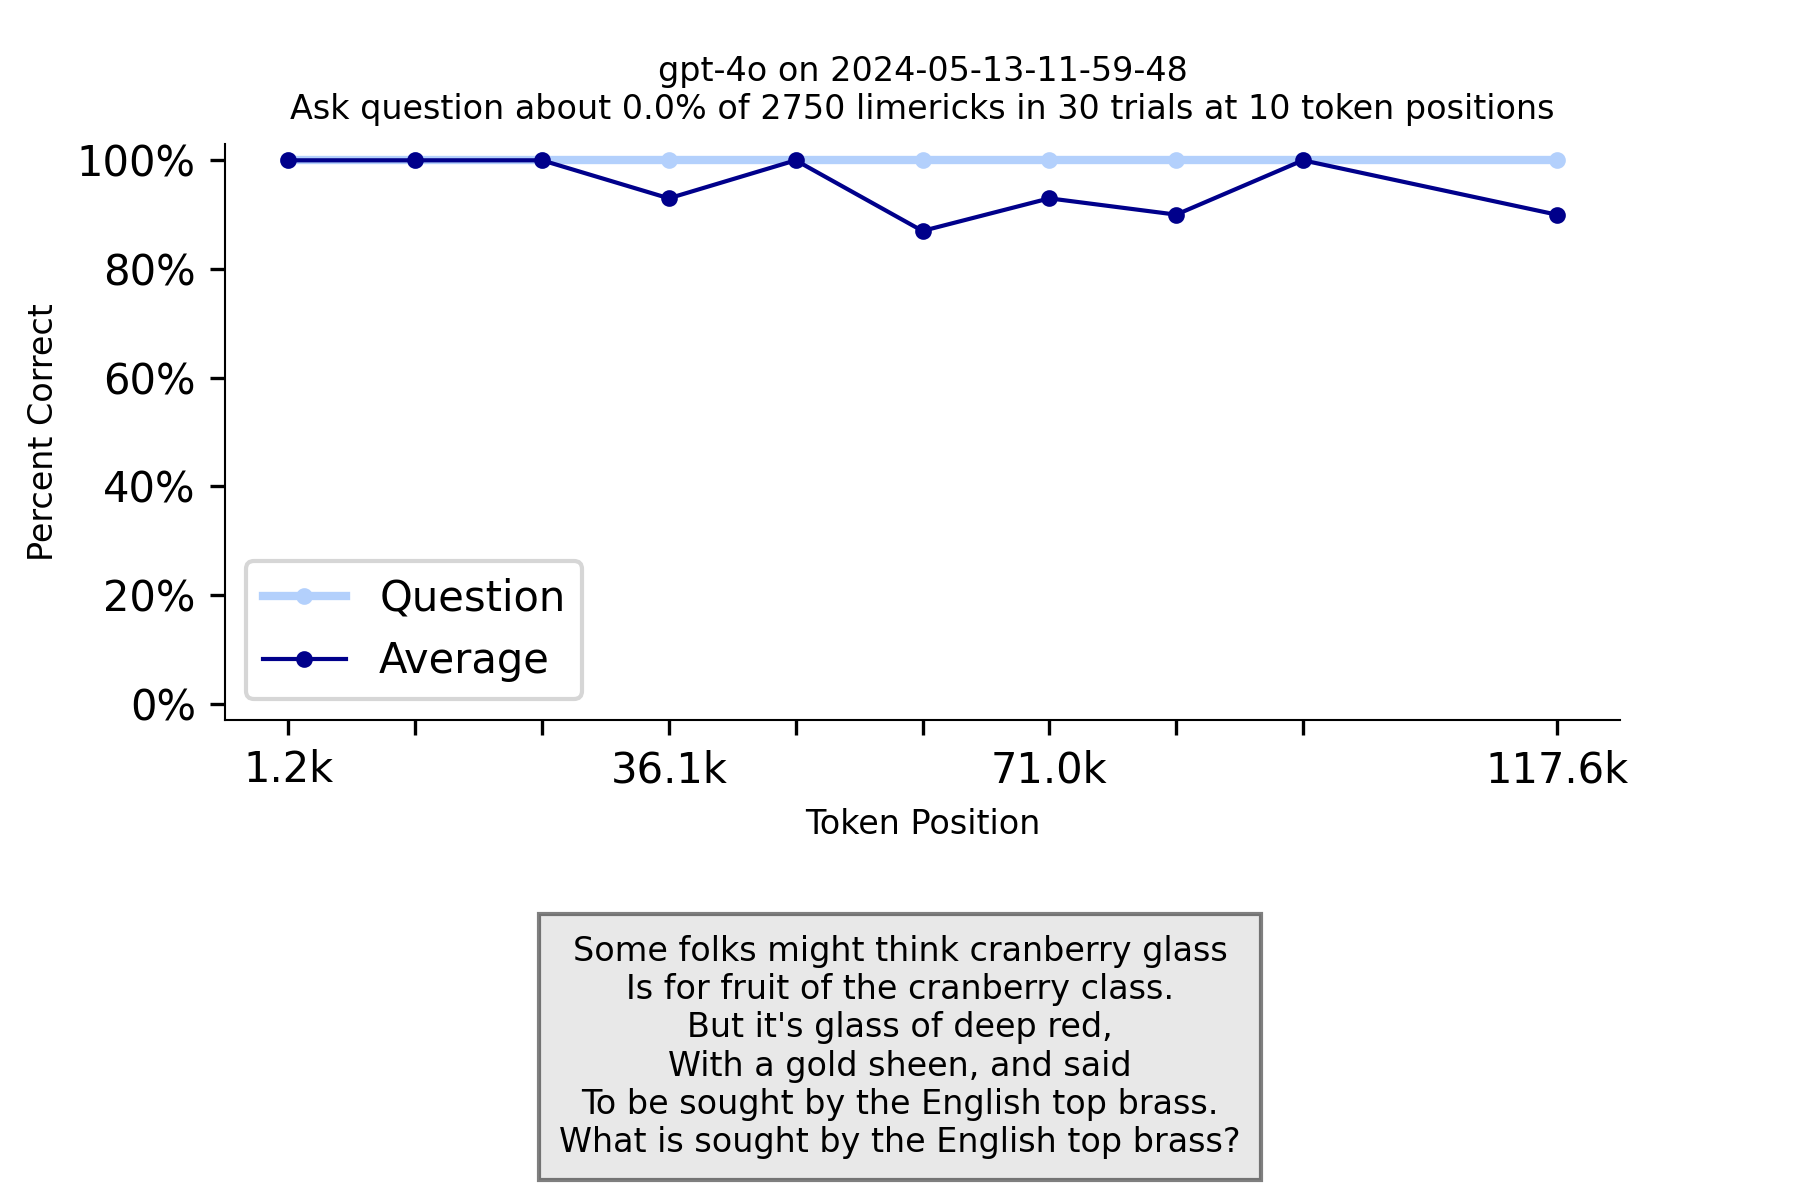 gpt-4o on 2024-05-13-11-59-48
Ask question about 0.0% of 2750 limericks in 30 trials at 10 token positions
100%
80%
60%
40%
20%
0%
Percent Correct
Question
Average
1.2k
36.1k
71.0k
117.6k
Token Position
Some folks might think cranberry glass
Is for fruit of the cranberry class.
But it's glass of deep red,
With a gold sheen, and said
To be sought by the English top brass.
What is sought by the English top brass?